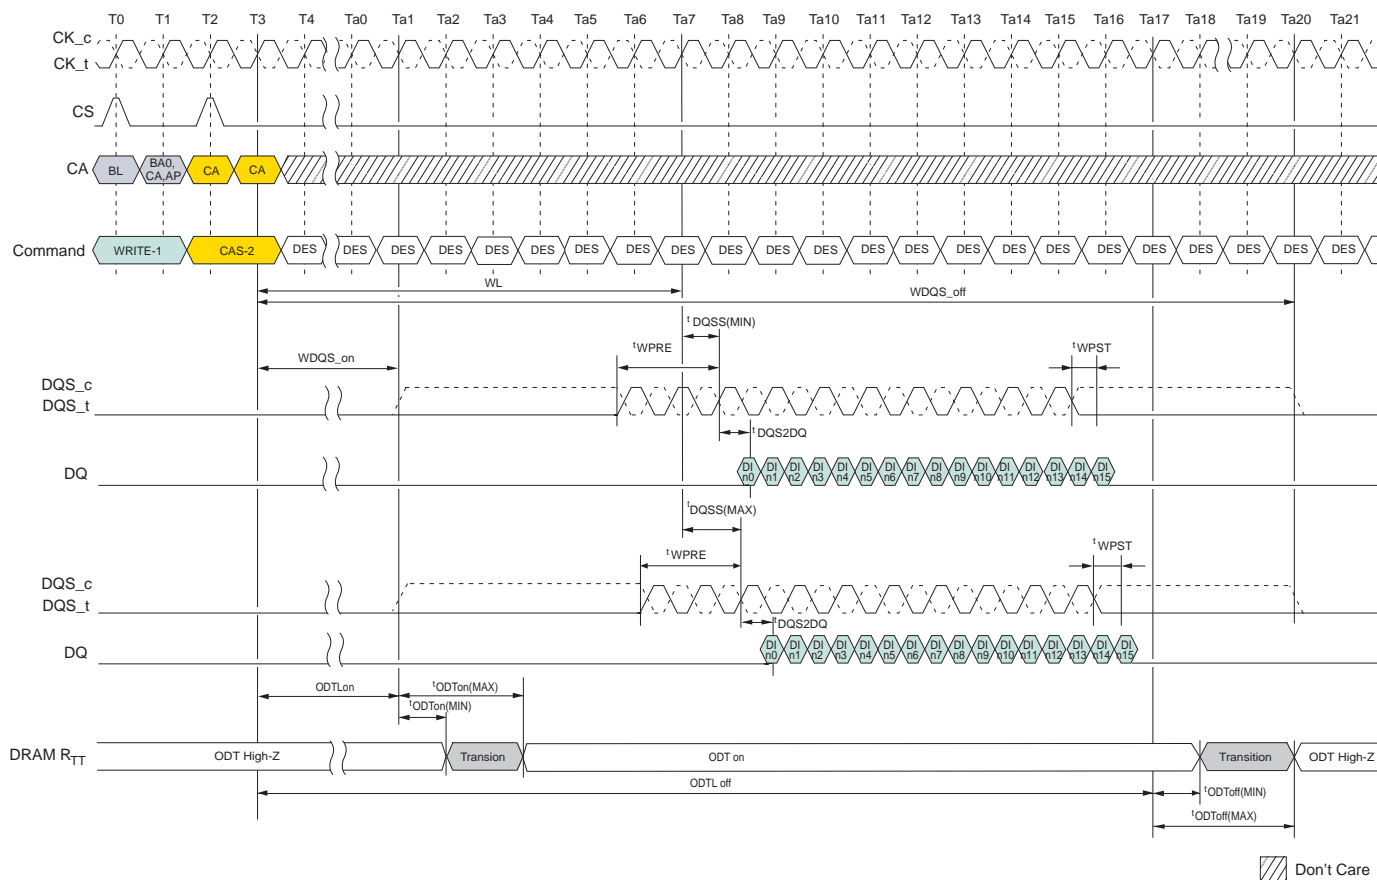 T0 T1 T2 T3 T4 Ta0 Ta1 Ta2 Ta3 Ta4 Ta5 Ta6 Ta7 Ta8 Ta9 Ta10 Ta11 Ta12 Ta13 Ta14 Ta15 Ta16 Ta17 Ta18 Ta19 Ta20 Ta21
CK_c
CK_t
CS
CA BL BA0, CA,AP CA CA
Command WRITE-1 CAS-2 DES DES DES DES DES DES DES DES DES DES DES DES DES DES DES DES DES DES DES DES DES DES DES
WL
WDQS_off
tDQSS(MIN)
tWPRE
tWPST
WDQS_on
DQS_c
DQS_t
tDQS2DQ
DQ DI n0 DI n1 DI n2 DI n3 DI n4 DI n5 DI n6 DI n7 DI n8 DI n9 DI n10 DI n11 DI n12 DI n13 DI n14 DI n15
tDQSS(MAX)
tWPRE
tWPST
DQS_c
DQS_t
tDQS2DQ
DQ DI n0 DI n1 DI n2 DI n3 DI n4 DI n5 DI n6 DI n7 DI n8 DI n9 DI n10 DI n11 DI n12 DI n13 DI n14 DI n15
ODTLon
tODTon(MAX)
tODTon(MIN)
DRAM RTT ODT High-Z Transion ODT on Transition ODT High-Z
ODTL off
tODToff(MIN)
tODToff(MAX)
Don't Care